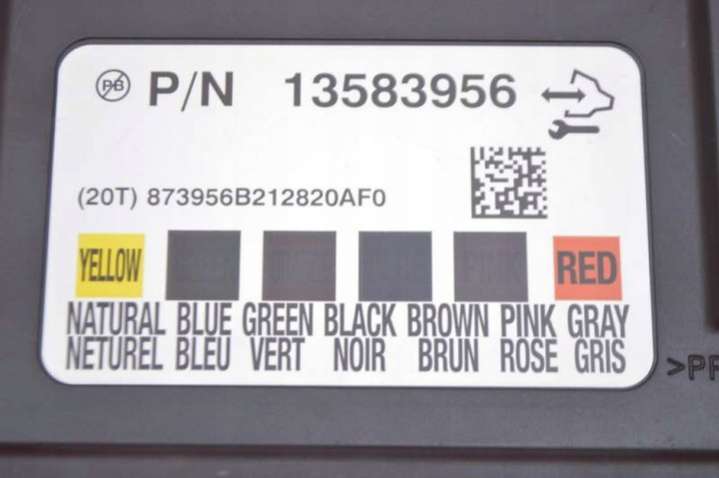 PB P/N 13583956
(20T) 873956B212820AF0
YELLOW RED
NATURAL BLUE GREEN BLACK BROWN PINK GRAY
NETUREL BLEU VERT NOIR BRUN ROSE GRIS
>PP